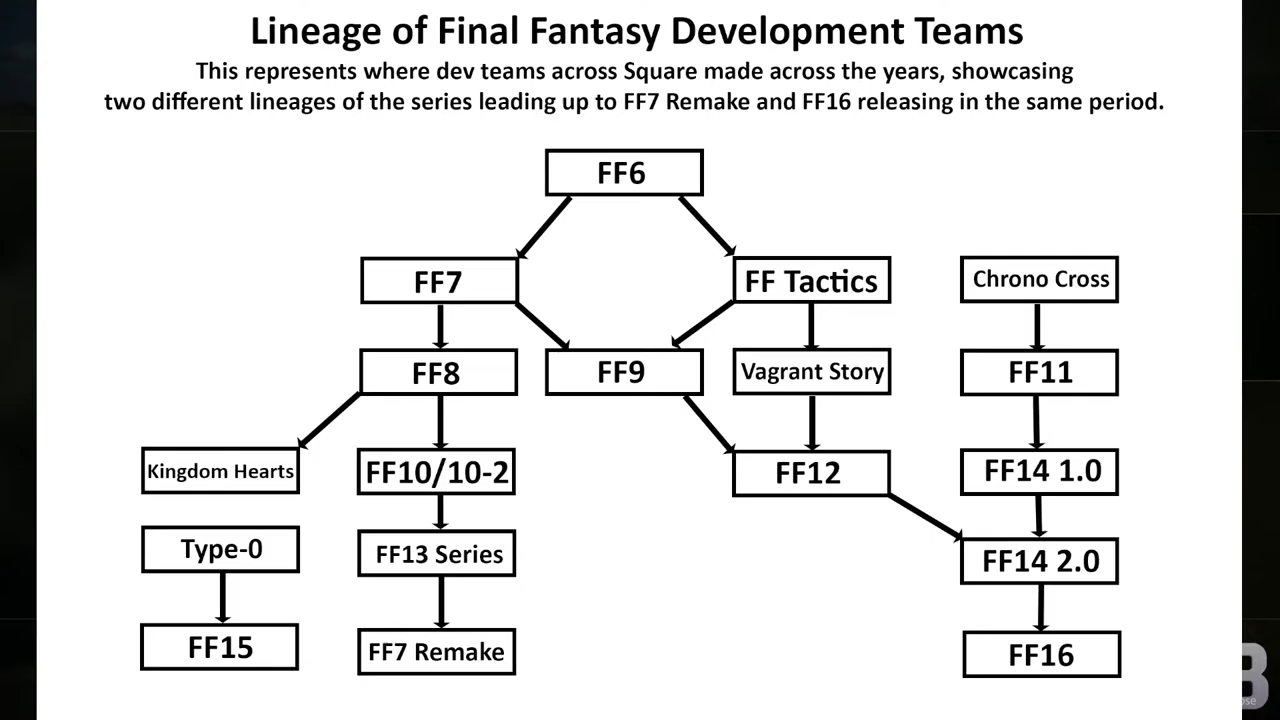 Lineage of Final Fantasy Development Teams
This represents where dev teams across Square made across the years, showcasing
two different lineages of the series leading up to FF7 Remake and FF16 releasing in the same period.
FF6
FF7
FF Tactics
Chrono Cross
FF8
FF9
Vagrant Story
FF11
Kingdom Hearts
FF10/10-2
FF12
FF14 1.0
Type-0
FF13 Series
FF14 2.0
FF15
FF7 Remake
FF16